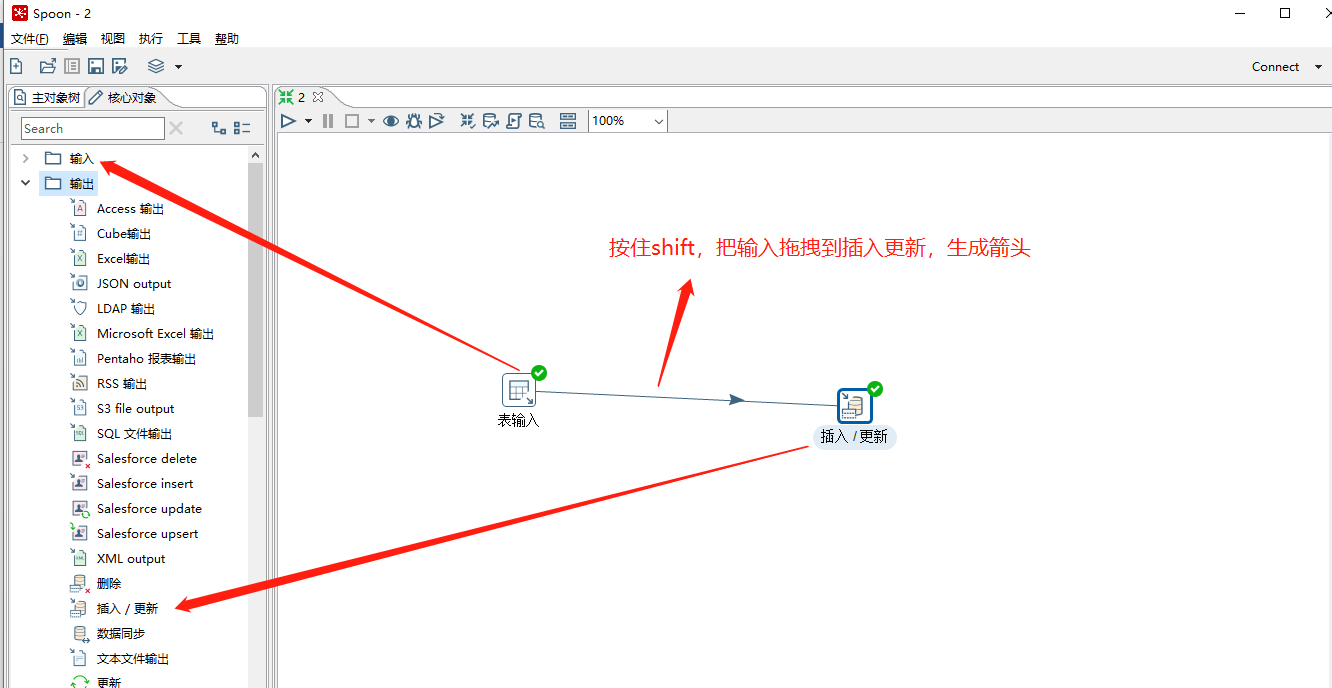 Spoon - 2
文件(F) 编辑 视图 执行 工具 帮助
Connect
主对象树 核心对象
2
Search
100%
输入
输出
Access 输出
Cube输出
Excel输出
JSON output
LDAP 输出
Microsoft Excel 输出
Pentaho 报表输出
RSS 输出
S3 file output
SQL 文件输出
Salesforce delete
Salesforce insert
Salesforce update
Salesforce upsert
XML output
删除
插入 / 更新
数据同步
文本文件输出
更新
按住shift，把输入拖拽到插入更新，生成箭头
表输入
插入 / 更新